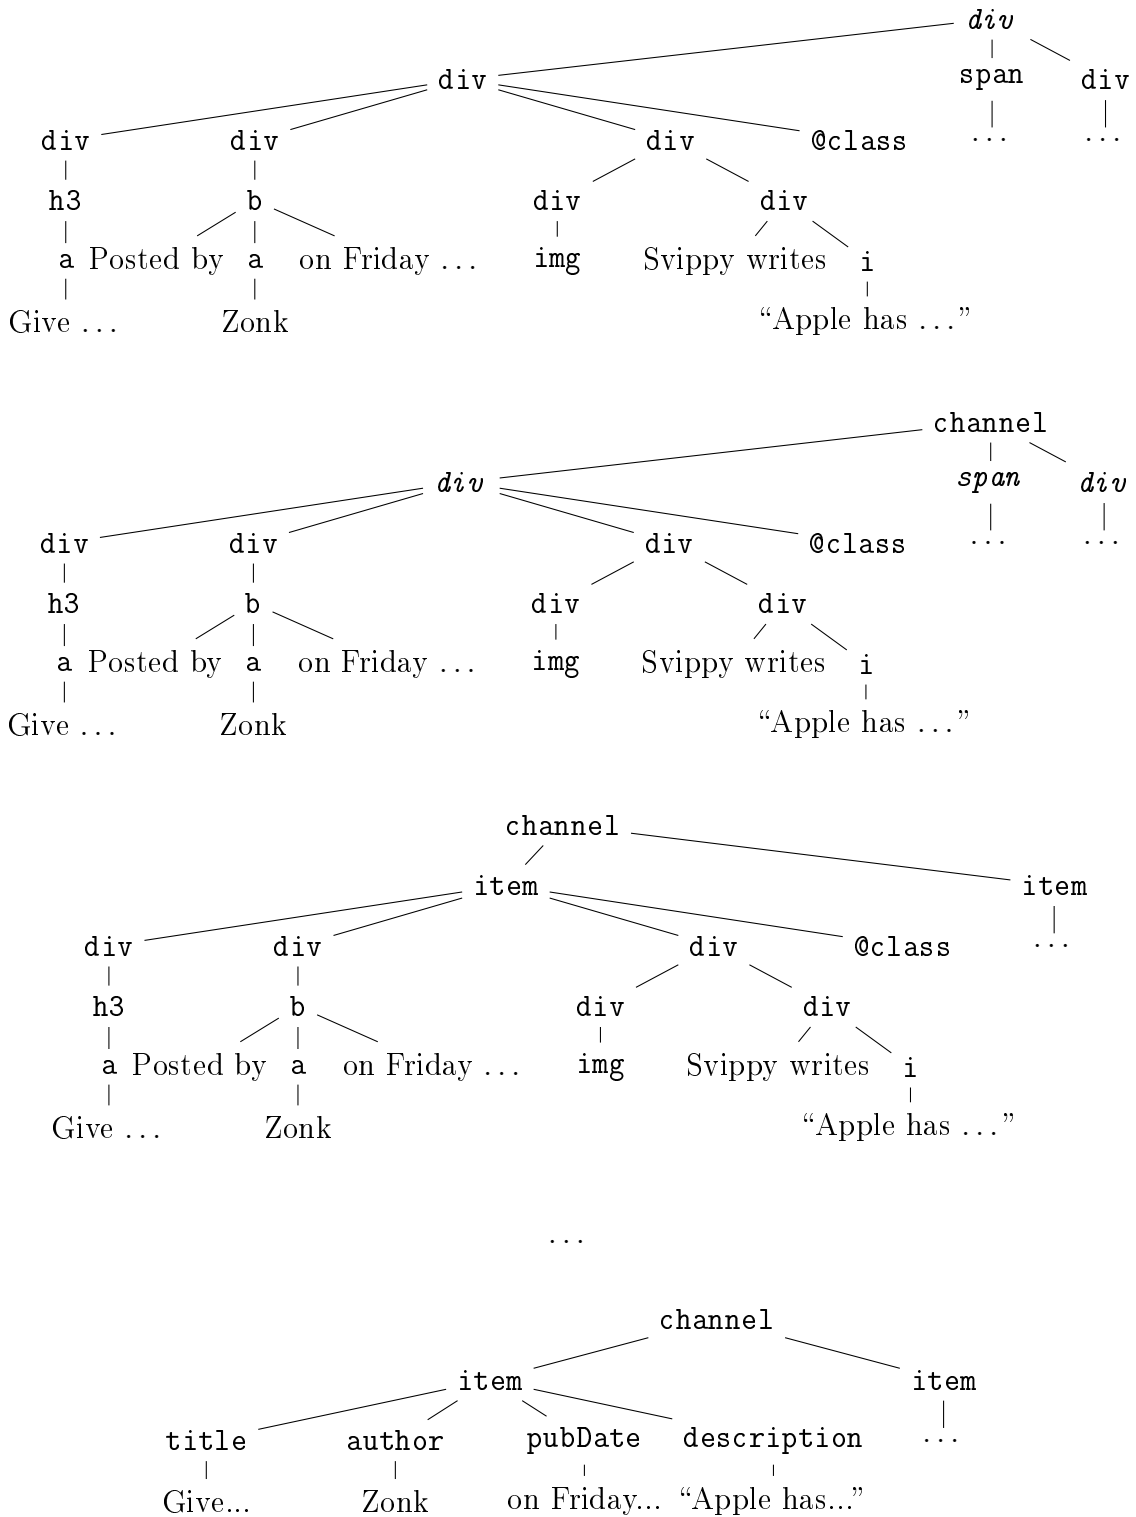 div
div span div
div div div @class … …
h3 b div div
a Posted by a on Friday … img Svippy writes i
Give … Zonk “Apple has …”
channel
div span div
div div div @class … …
h3 b div div
a Posted by a on Friday … img Svippy writes i
Give … Zonk “Apple has …”
channel
item item
div div div @class …
h3 b div div
a Posted by a on Friday … img Svippy writes i
Give … Zonk “Apple has …”
…
channel
item item
title author pubDate description …
Give... Zonk on Friday... “Apple has...”